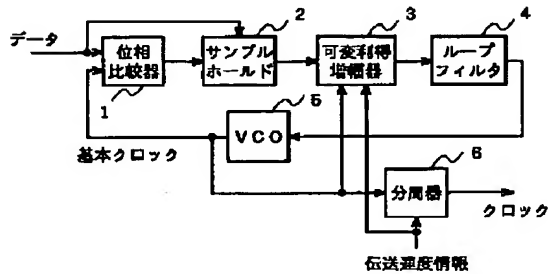 データ
位相
比較器
1
サンプル
ホールド
2
可変利得
増幅器
3
ループ
フィルタ
4
VCO
5
基本クロック
分周器
6
クロック
伝送速度情報